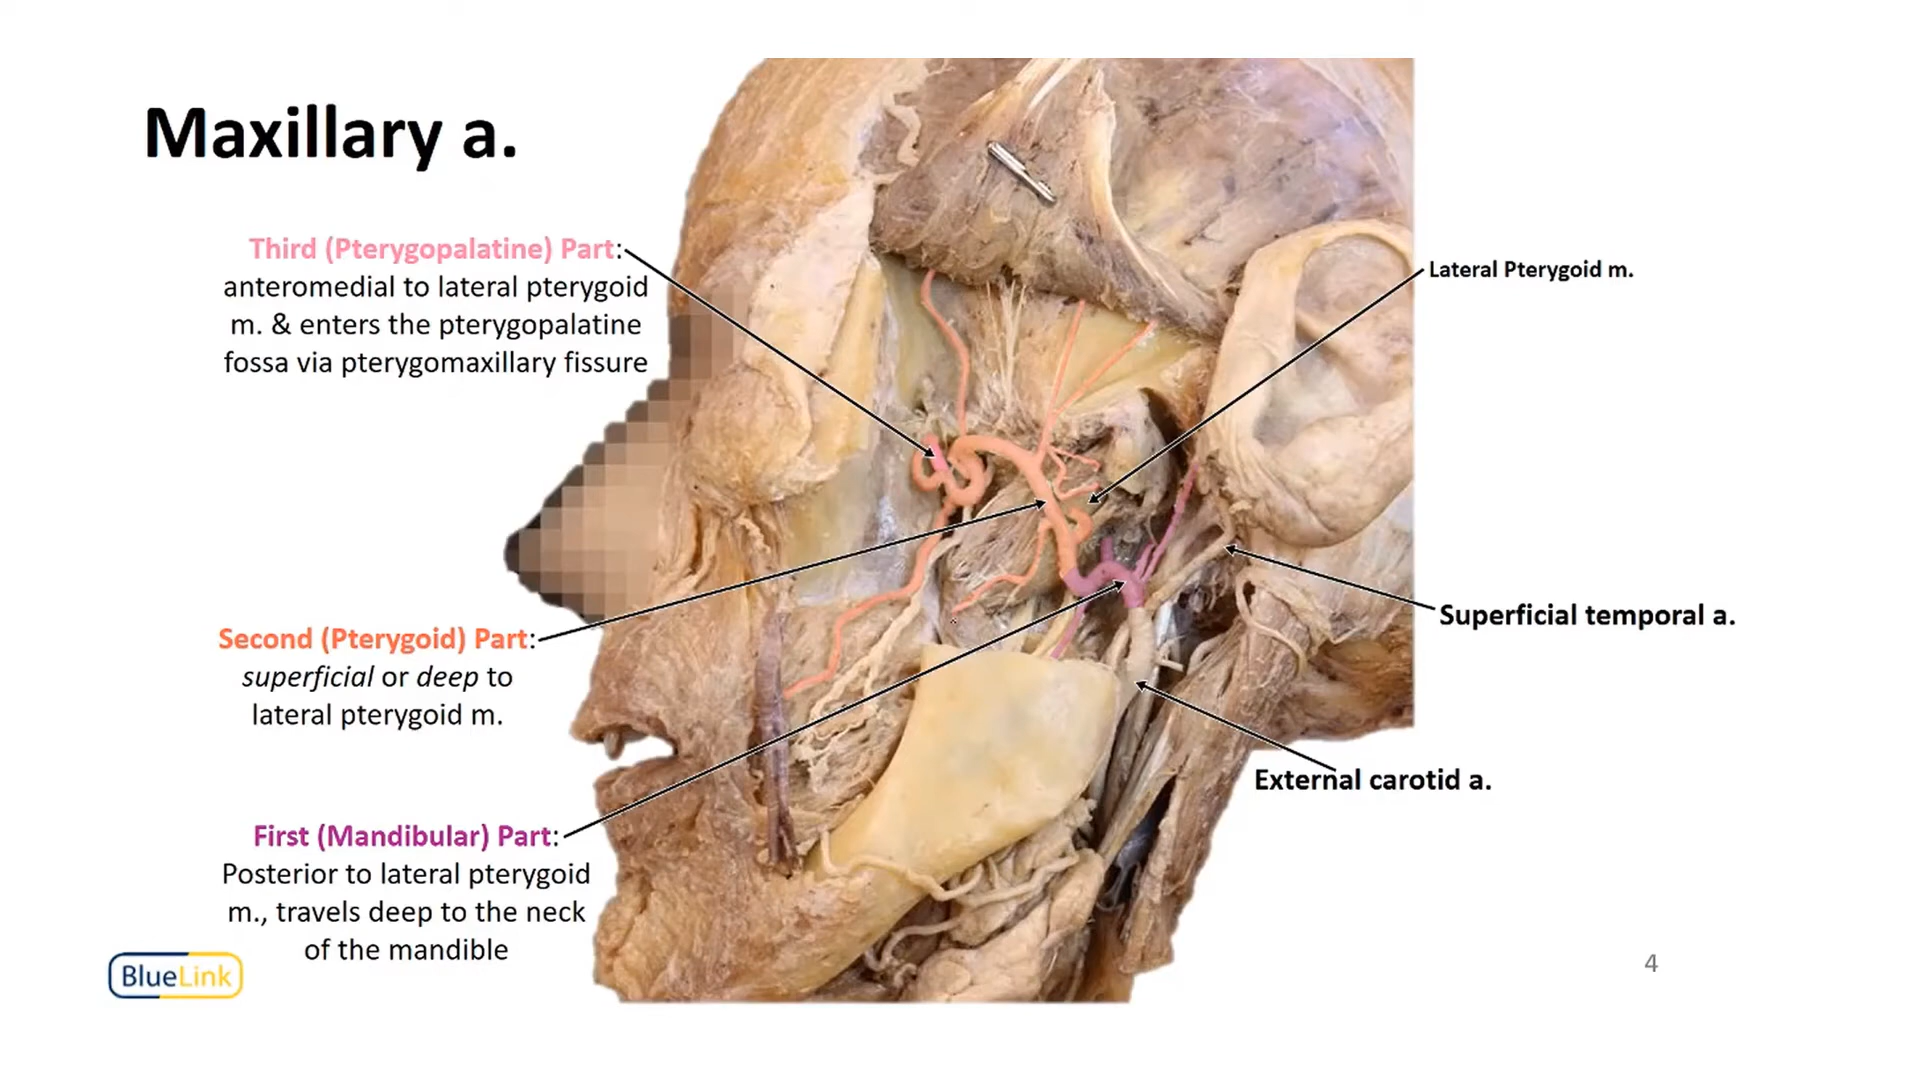 Maxillary a.
Third (Pterygopalatine) Part:
anteromedial to lateral pterygoid
m. & enters the pterygopalatine
fossa via pterygomaxillary fissure
Lateral Pterygoid m.
Second (Pterygoid) Part:
superficial or deep to
lateral pterygoid m.
Superficial temporal a.
External carotid a.
First (Mandibular) Part:
Posterior to lateral pterygoid
m., travels deep to the neck
of the mandible
BlueLink
4